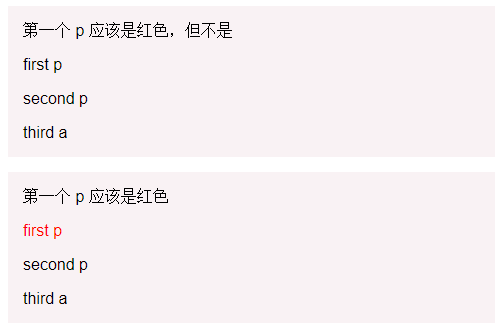 第一个 p 应该是红色，但不是
first p
second p
third a
第一个 p 应该是红色
first p
second p
third a